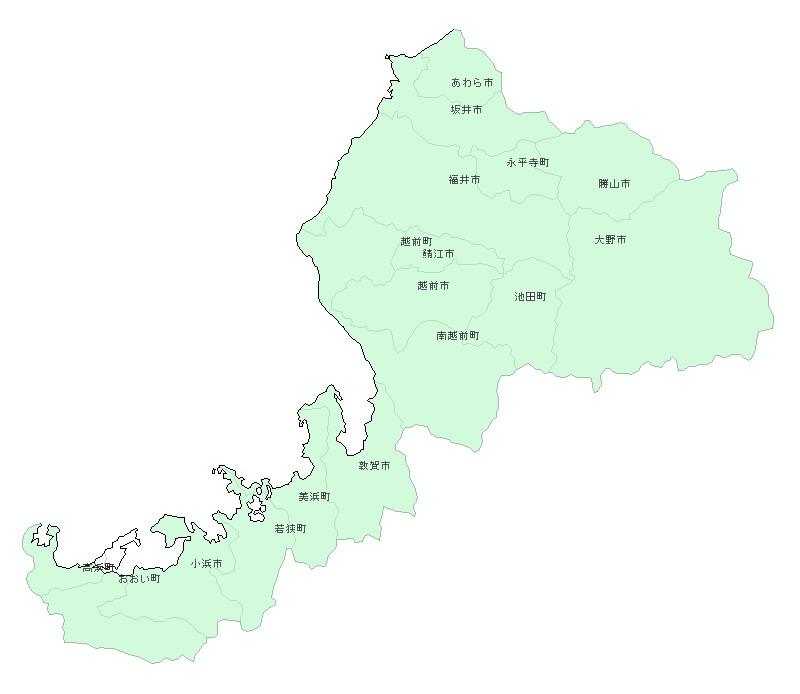 あわら市
坂井市
永平寺町
福井市
勝山市
大野市
越前町
鯖江市
越前市
池田町
南越前町
敦賀市
美浜町
若狭町
小浜市
高浜町
おおい町